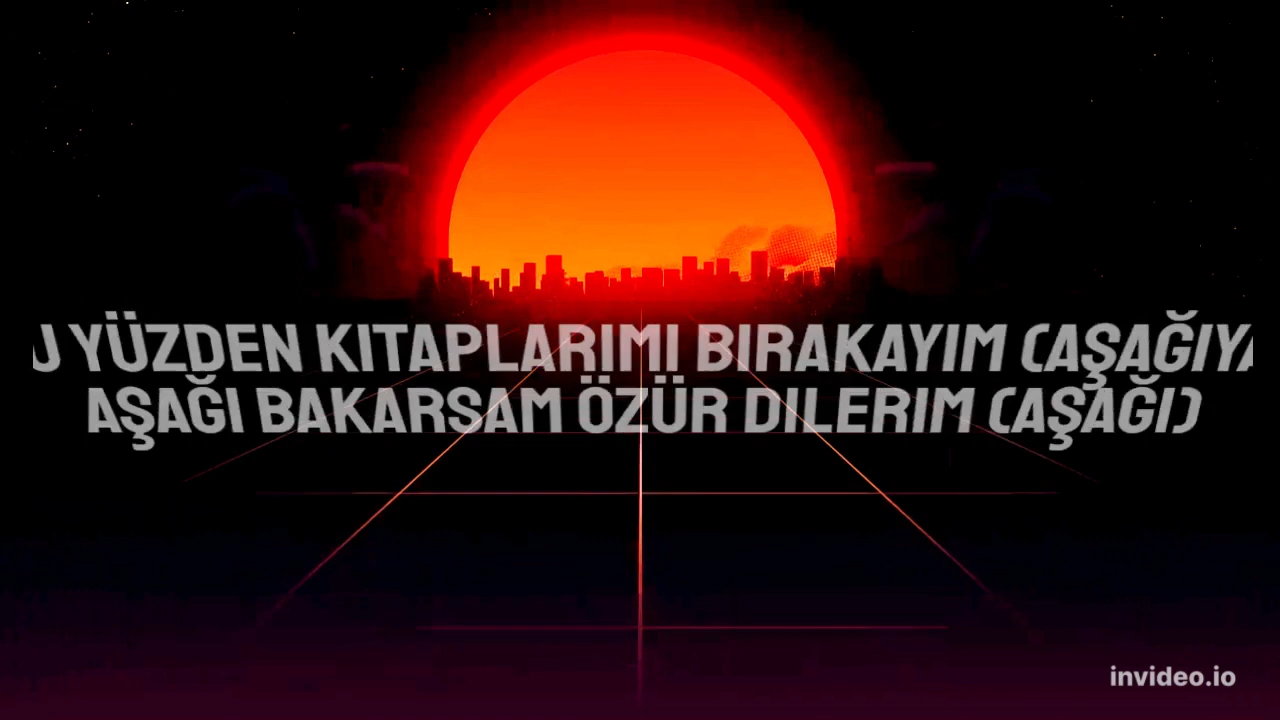 YÜZDEN KITAPLARIMI BIRAKAYIM (AŞAĞIYA
AŞAĞI BAKARSAM ÖZÜR DILERIM (AŞAĞI)
invideo.io